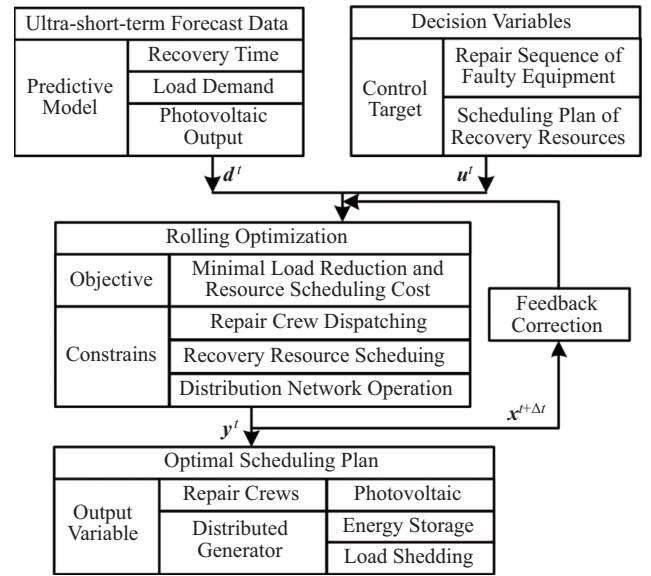 Ultra-short-term Forecast Data
Predictive
Model
Recovery Time
Load Demand
Photovoltaic
Output
Decision Variables
Control
Target
Repair Sequence of
Faulty Equipment
Scheduling Plan of
Recovery Resources
d^t
u^t
Rolling Optimization
Objective
Minimal Load Reduction and
Resource Scheduling Cost
Constrains
Repair Crew Dispatching
Recovery Resource Scheduing
Distribution Network Operation
Feedback
Correction
y^t
x^{t+Δt}
Optimal Scheduling Plan
Output
Variable
Repair Crews
Distributed
Generator
Photovoltaic
Energy Storage
Load Shedding